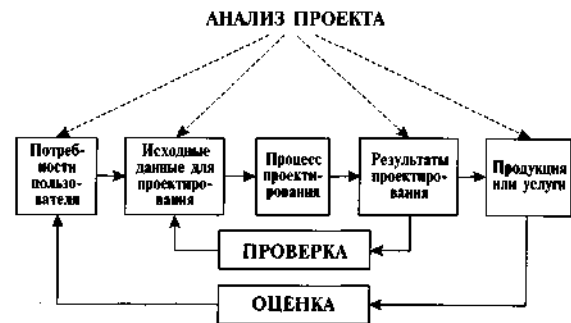 АНАЛИЗ ПРОЕКТА
Потреб-
ности
пользо-
вателя
Исходные
данные для
проектиро-
вания
Процесс
проекти-
рования
Результаты
проектиро-
вания
Продукция
или услуги
ПРОВЕРКА
ОЦЕНКА